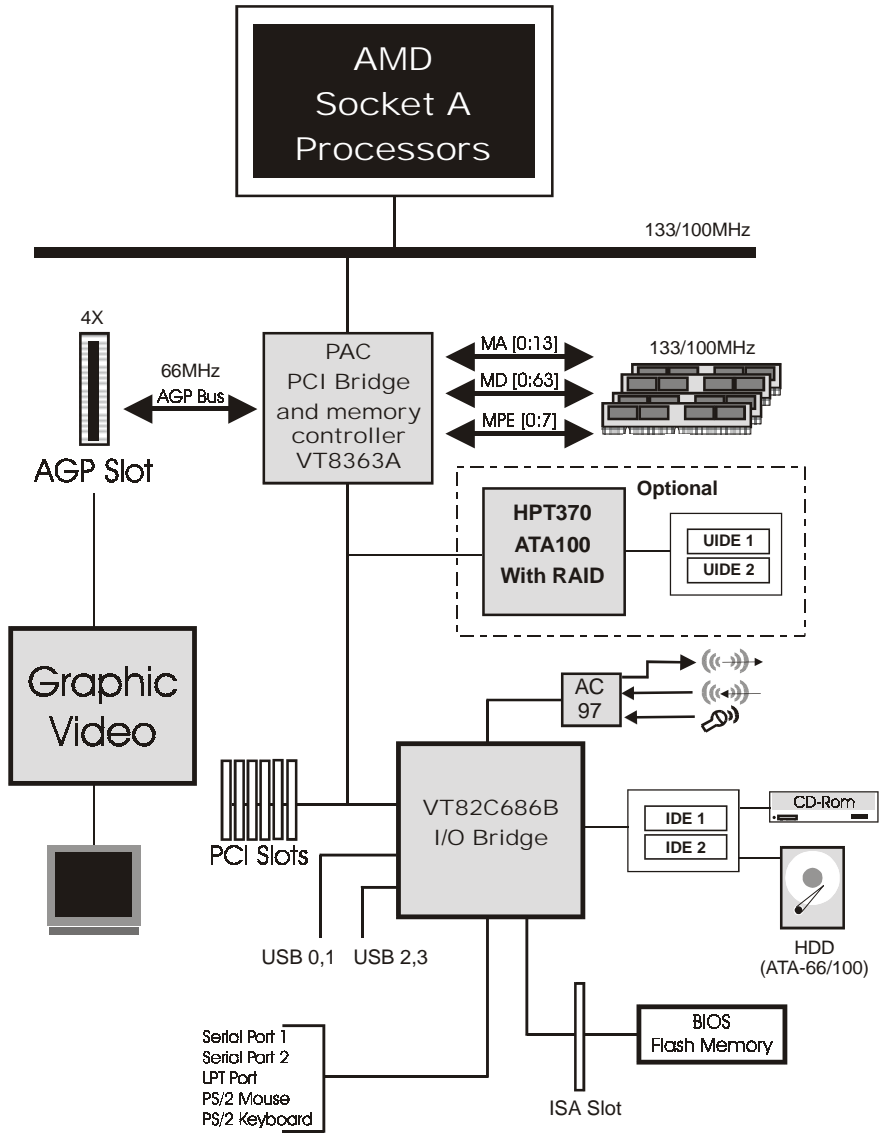 AMD
Socket A
Processors
133/100MHz
4X
66MHz
AGP Bus
AGP Slot
PAC
PCI Bridge
and memory
controller
VT8363A
MA [0:13]
MD [0:63]
MPE [0:7]
133/100MHz
Optional
HPT370
ATA100
With RAID
UIDE 1
UIDE 2
Graphic
Video
AC
97
PCI Slots
VT82C686B
I/O Bridge
IDE 1
IDE 2
CD-Rom
HDD
(ATA-66/100)
USB 0,1
USB 2,3
Serial Port 1
Serial Port 2
LPT Port
PS/2 Mouse
PS/2 Keyboard
ISA Slot
BIOS
Flash Memory